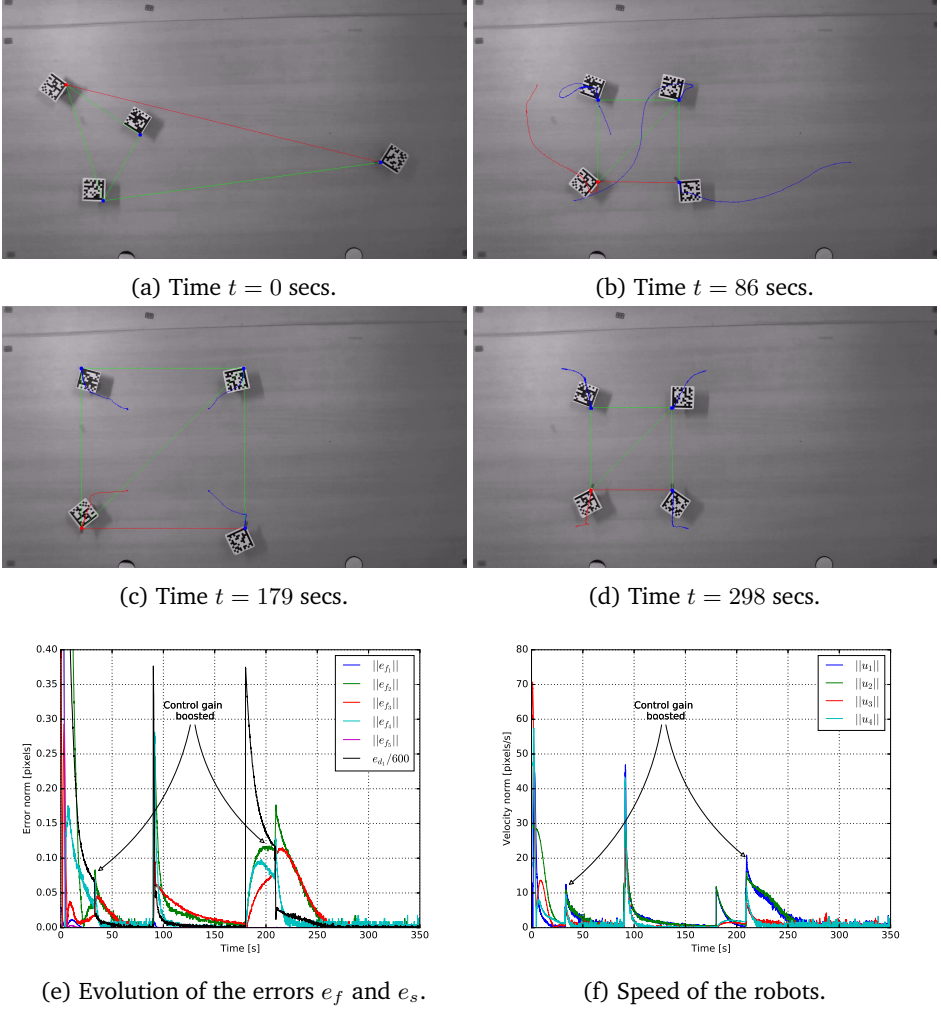 (a) Time t = 0 secs.
(b) Time t = 86 secs.
(c) Time t = 179 secs.
(d) Time t = 298 secs.
Error norm [pixels]
0.40
0.35
0.30
0.25
0.20
0.15
0.10
0.05
0.00
0 50 100 150 200 250 300 350
Time [s]
Control gain
boosted
||e_{f_1}||
||e_{f_2}||
||e_{f_3}||
||e_{f_4}||
||e_{f_5}||
e_{d_1}/600
Velocity norm [pixels/s]
80
70
60
50
40
30
20
10
0
0 50 100 150 200 250 300 350
Time [s]
Control gain
boosted
||u_1||
||u_2||
||u_3||
||u_4||
(e) Evolution of the errors e_f and e_s.
(f) Speed of the robots.